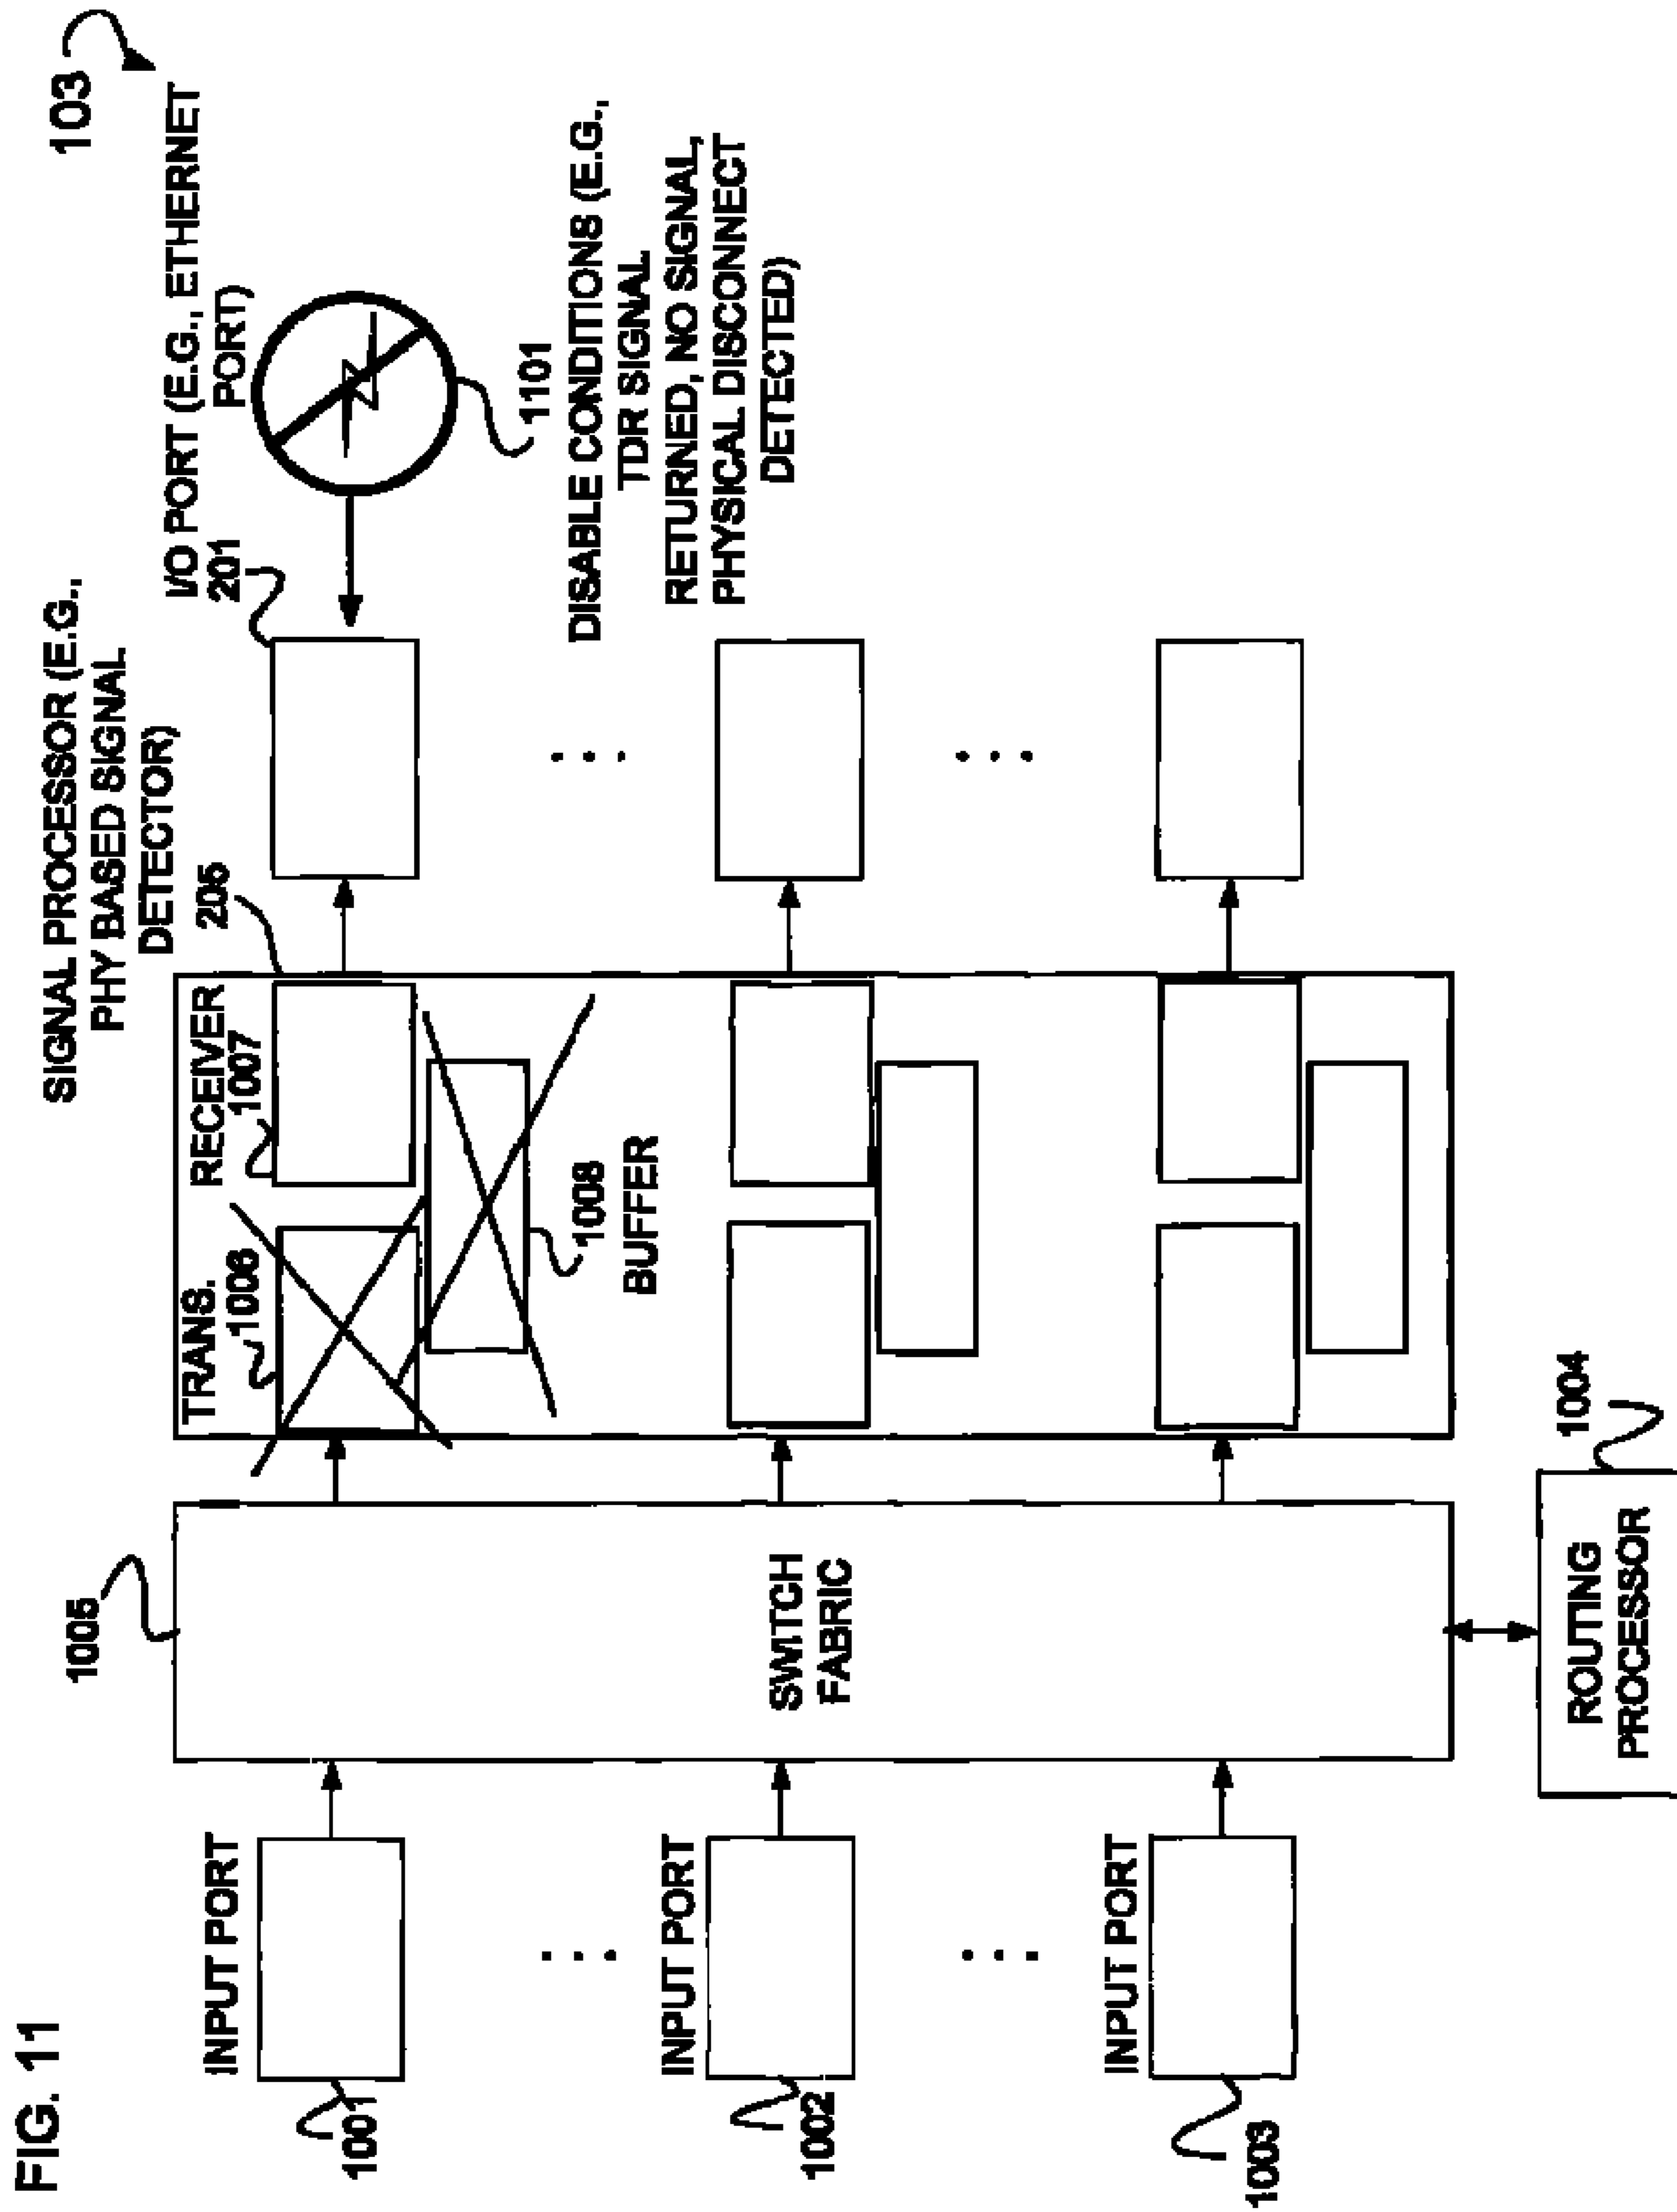 FIG. 11
103
SIGNAL PROCESSOR (E.G.,
PHY BASED SIGNAL
DETECTOR)
205
I/O PORT (E.G., ETHERNET
PORT)
201
1005
INPUT PORT
1001
TRANS.
1006
RECEIVER
1007
1008
BUFFER
1101
DISABLE CONDITIONS (E.G.,
TDR SIGNAL
RETURNED, NO SIGNAL,
PHYSICAL DISCONNECT
DETECTED)
INPUT PORT
1002
SWITCH
FABRIC
INPUT PORT
1003
ROUTING
PROCESSOR
1004